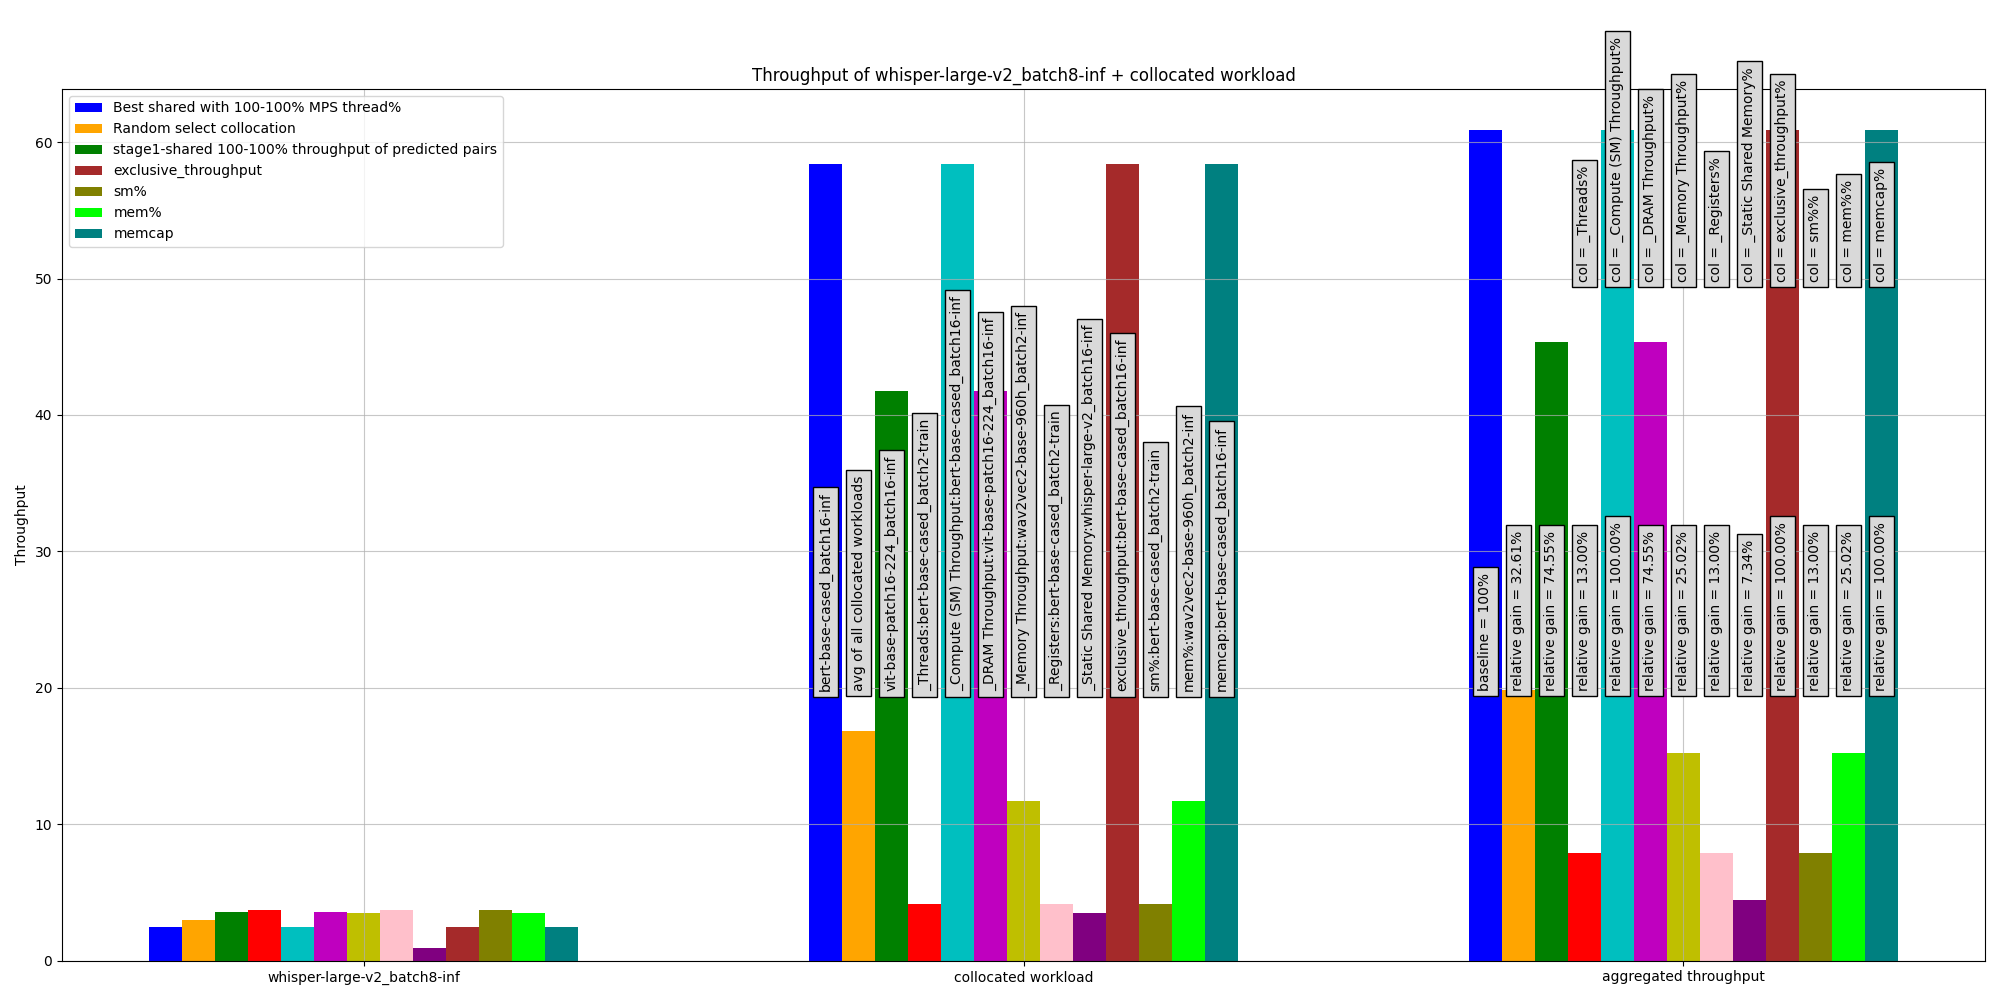 Throughput of whisper-large-v2_batch8-inf + collocated workload
Best shared with 100-100% MPS thread%
Random select collocation
stage1-shared 100-100% throughput of predicted pairs
exclusive_throughput
sm%
mem%
memcap
Throughput
60
50
40
30
20
10
0
bert-base-cased_batch16-inf
avg of all collocated workloads
vit-base-patch16-224_batch16-inf
_Threads:bert-base-cased_batch2-train
_Compute (SM) Throughput:bert-base-cased_batch16-inf
_DRAM Throughput:vit-base-patch16-224_batch16-inf
_Memory Throughput:wav2vec2-base-960h_batch2-inf
_Registers:bert-base-cased_batch2-train
_Static Shared Memory:whisper-large-v2_batch16-inf
exclusive_throughput:bert-base-cased_batch16-inf
sm%:bert-base-cased_batch2-train
mem%:wav2vec2-base-960h_batch2-inf
memcap:bert-base-cased_batch16-inf
col = _Threads%
col = _Compute (SM) Throughput%
col = _DRAM Throughput%
col = _Memory Throughput%
col = _Registers%
col = _Static Shared Memory%
col = exclusive_throughput%
col = sm%%
col = mem%%
col = memcap%
baseline = 100%
relative gain = 32.61%
relative gain = 74.55%
relative gain = 13.00%
relative gain = 100.00%
relative gain = 74.55%
relative gain = 25.02%
relative gain = 13.00%
relative gain = 7.34%
relative gain = 100.00%
relative gain = 13.00%
relative gain = 25.02%
relative gain = 100.00%
whisper-large-v2_batch8-inf
collocated workload
aggregated throughput